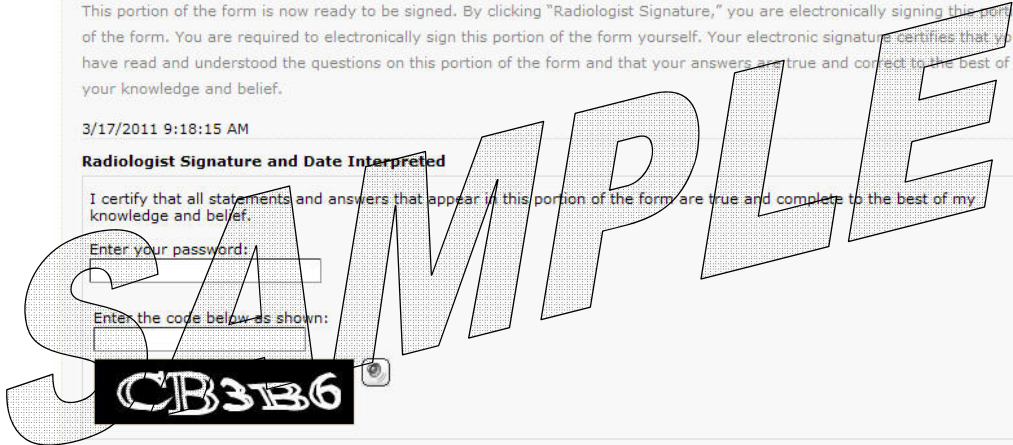 This portion of the form is now ready to be signed. By clicking “Radiologist Signature,” you are electronically signing this porti
of the form. You are required to electronically sign this portion of the form yourself. Your electronic signature certifies that yo
have read and understood the questions on this portion of the form and that your answers are true and correct to the best of
your knowledge and belief.
3/17/2011 9:18:15 AM
Radiologist Signature and Date Interpreted
I certify that all statements and answers that appear in this portion of the form are true and complete to the best of my
knowledge and belief.
Enter your password:
Enter the code below as shown:
CB3B6
SAMPLE